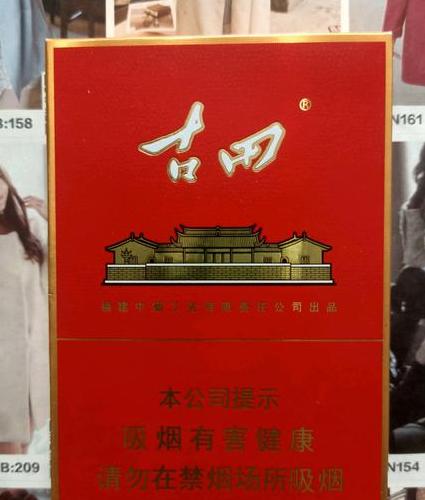 B:158
N161
古田®
福建中烟工业有限责任公司出品
本公司提示
吸烟有害健康
请勿在禁烟场所吸烟
B:209
N154